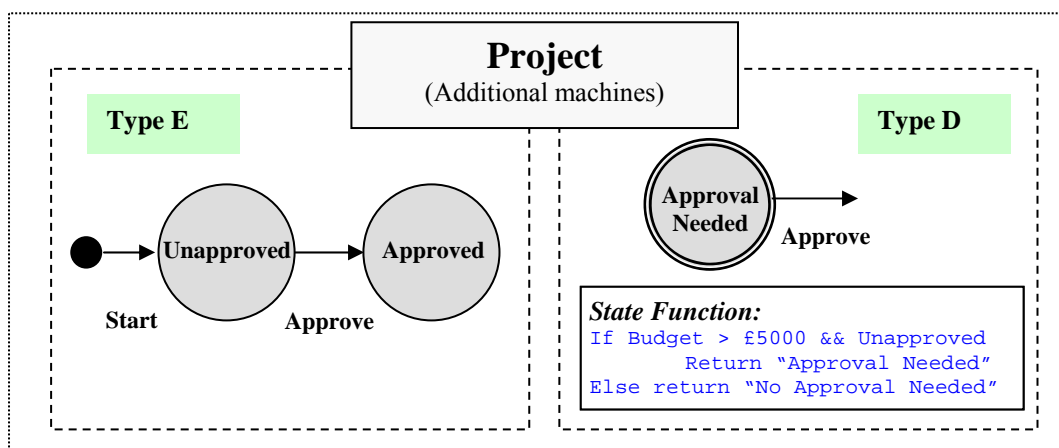 Project
(Additional machines)
Type E
Unapproved
Approved
Start
Approve
Type D
Approval
Needed
Approve
State Function:
If Budget > £5000 && Unapproved
Return “Approval Needed”
Else return “No Approval Needed”